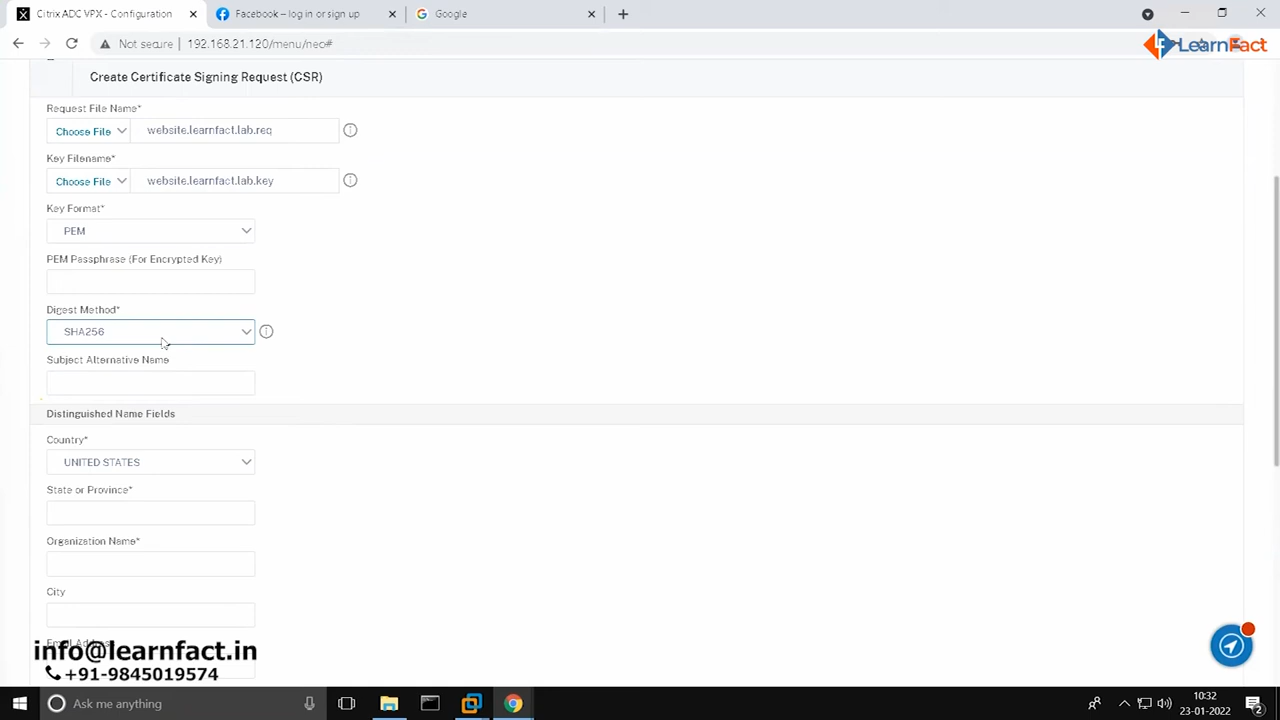 Citrix ADC VPX - Configuration
Facebook – log in or sign up
Google
Not secure
192.168.21.120/menu/neo#
LearnFact
Create Certificate Signing Request (CSR)
Request File Name*
Choose File
website.learnfact.lab.req
Key Filename*
Choose File
website.learnfact.lab.key
Key Format*
PEM
PEM Passphrase (For Encrypted Key)
Digest Method*
SHA256
Subject Alternative Name
Distinguished Name Fields
Country*
UNITED STATES
State or Province*
Organization Name*
City
Email Address
info@learnfact.in
+91-9845019574
Ask me anything
10:32
23-01-2022
2